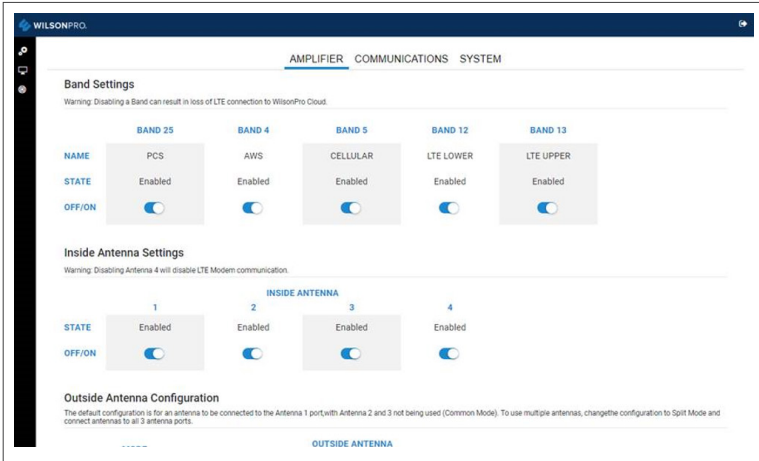 WILSONPRO.
AMPLIFIER COMMUNICATIONS SYSTEM
Band Settings
Warning: Disabling a Band can result in loss of LTE connection to WilsonPro Cloud.
BAND 25 BAND 4 BAND 5 BAND 12 BAND 13
NAME PCS AWS CELLULAR LTE LOWER LTE UPPER
STATE Enabled Enabled Enabled Enabled Enabled
OFF/ON
Inside Antenna Settings
Warning: Disabling Antenna 4 will disable LTE Modem communication.
INSIDE ANTENNA
1 2 3 4
STATE Enabled Enabled Enabled Enabled
OFF/ON
Outside Antenna Configuration
The default configuration is for an antenna to be connected to the Antenna 1 port,with Antenna 2 and 3 not being used (Common Mode). To use multiple antennas, changethe configuration to Split Mode and
connect antennas to all 3 antenna ports.
OUTSIDE ANTENNA